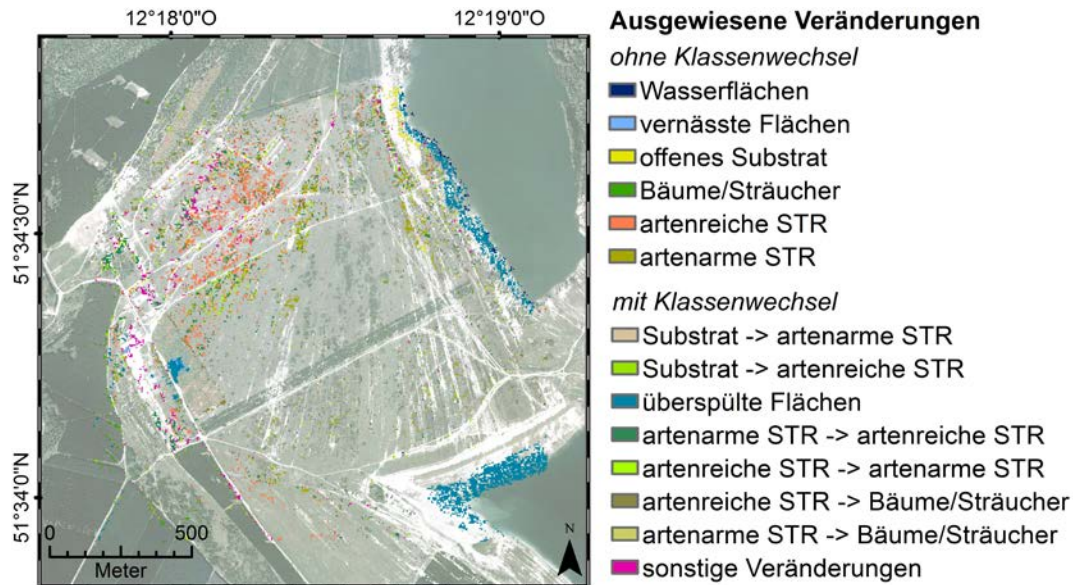 12°18'0"O
12°19'0"O
51°34'30"N
51°34'0"N
0
500
Meter
N
Ausgewiesene Veränderungen
ohne Klassenwechsel
Wasserflächen
vernässte Flächen
offenes Substrat
Bäume/Sträucher
artenreiche STR
artenarme STR
mit Klassenwechsel
Substrat -> artenarme STR
Substrat -> artenreiche STR
überspülte Flächen
artenarme STR -> artenreiche STR
artenreiche STR -> artenarme STR
artenreiche STR -> Bäume/Sträucher
artenarme STR -> Bäume/Sträucher
sonstige Veränderungen